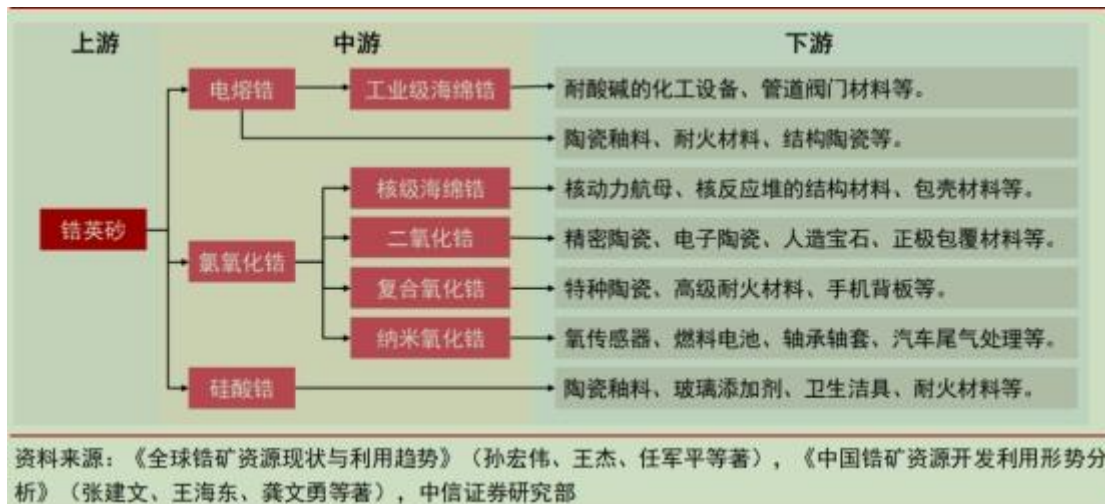 上游
中游
下游
电熔锆
工业级海绵锆
耐酸碱的化工设备、管道阀门材料等。
陶瓷釉料、耐火材料、结构陶瓷等。
核级海绵锆
核动力航母、核反应堆的结构材料、包壳材料等。
锆英砂
二氧化锆
精密陶瓷、电子陶瓷、人造宝石、正极包覆材料等。
氯氧化锆
复合氧化锆
特种陶瓷、高级耐火材料、手机背板等。
纳米氧化锆
氧传感器、燃料电池、轴承轴套、汽车尾气处理等。
硅酸锆
陶瓷釉料、玻璃添加剂、卫生洁具、耐火材料等。
资料来源：《全球锆矿资源现状与利用趋势》（孙宏伟、王杰、任军平等著），《中国锆矿资源开发利用形势分
析》（张建文、王海东、龚文勇等著），中信证券研究部